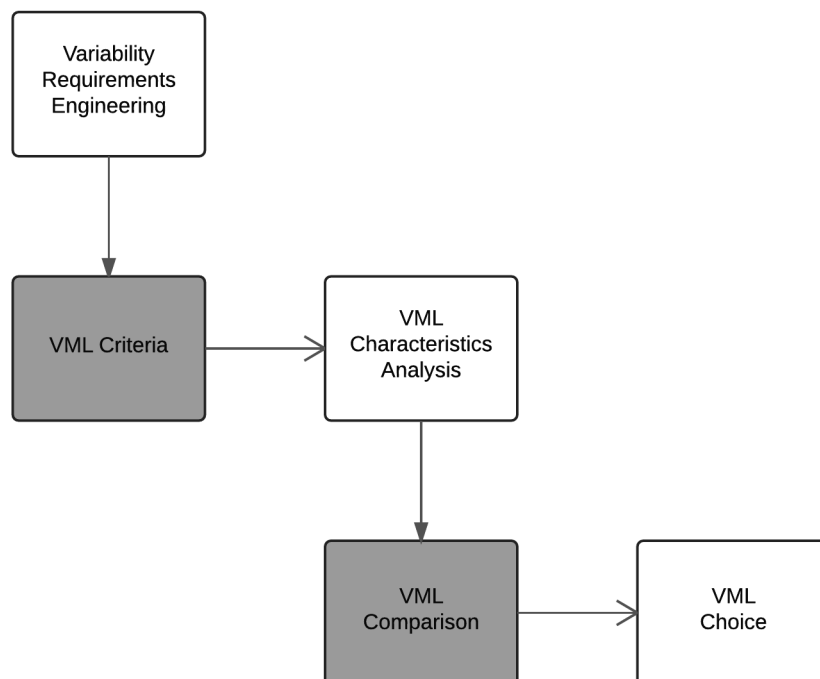 Variability
Requirements
Engineering
VML Criteria
VML
Characteristics
Analysis
VML
Comparison
VML
Choice